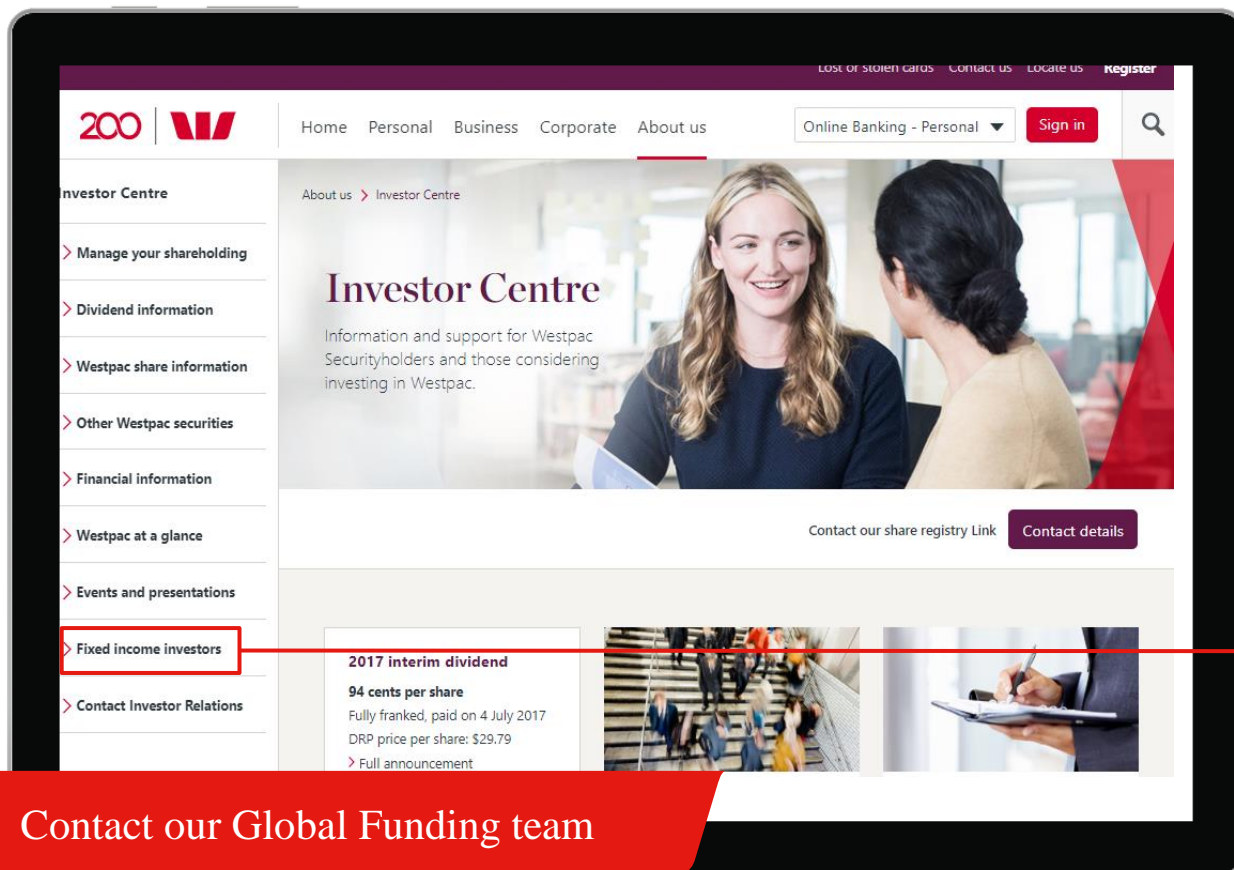 Lost or stolen cards Contact us Locate us Register
200
Home Personal Business Corporate About us
Online Banking - Personal
Sign in
Investor Centre
Manage your shareholding
Dividend information
Westpac share information
Other Westpac securities
Financial information
Westpac at a glance
Events and presentations
Fixed income investors
Contact Investor Relations
About us > Investor Centre
Investor Centre
Information and support for Westpac
Securityholders and those considering
investing in Westpac.
Contact our share registry Link
Contact details
2017 interim dividend
94 cents per share
Fully franked, paid on 4 July 2017
DRP price per share: $29.79
Full announcement
Contact our Global Funding team